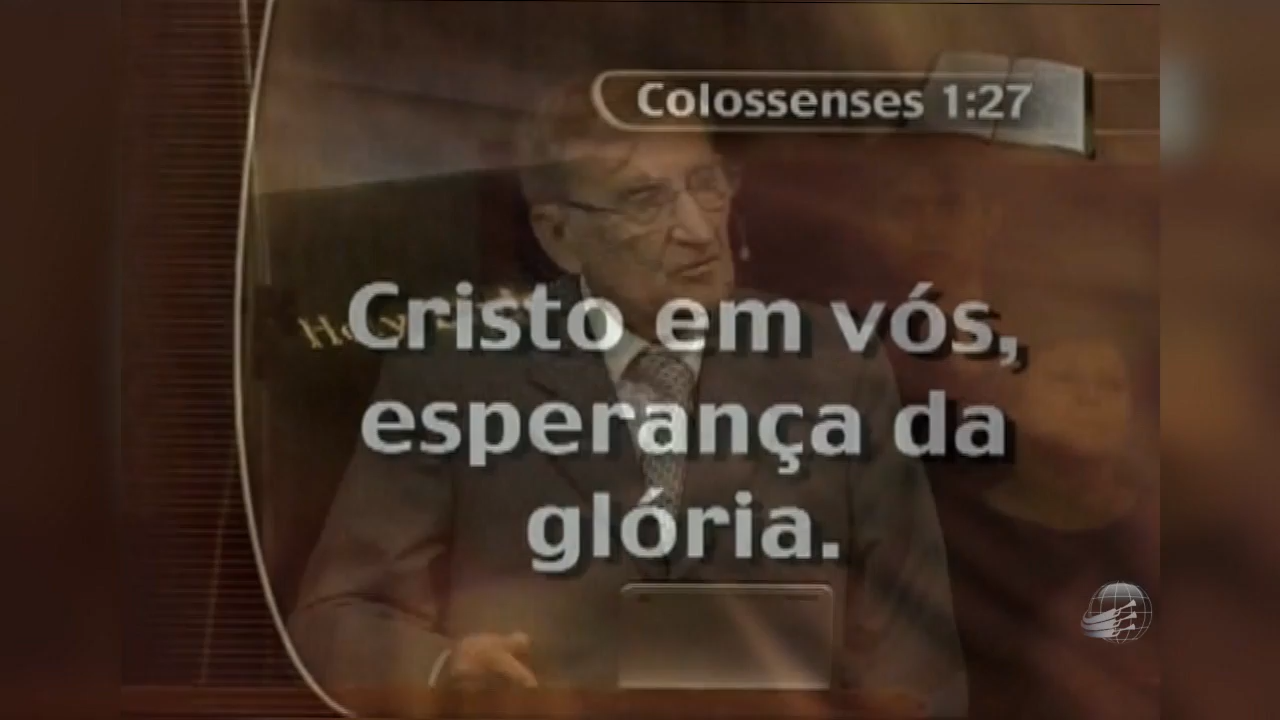 Colossenses 1:27
Cristo em vós,
esperança da
glória.